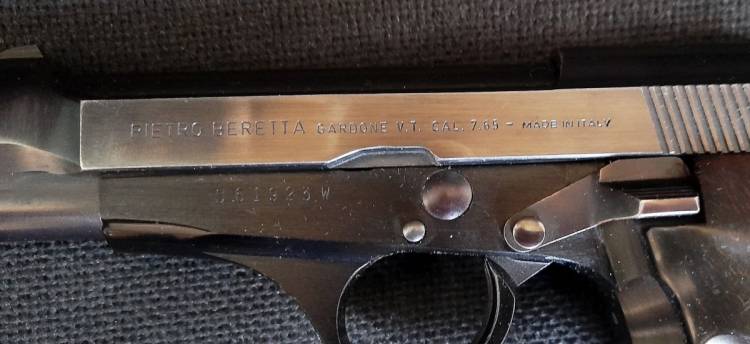 PIETRO BERETTA GARDONE V.T. CAL. 7,65 - MADE IN ITALY